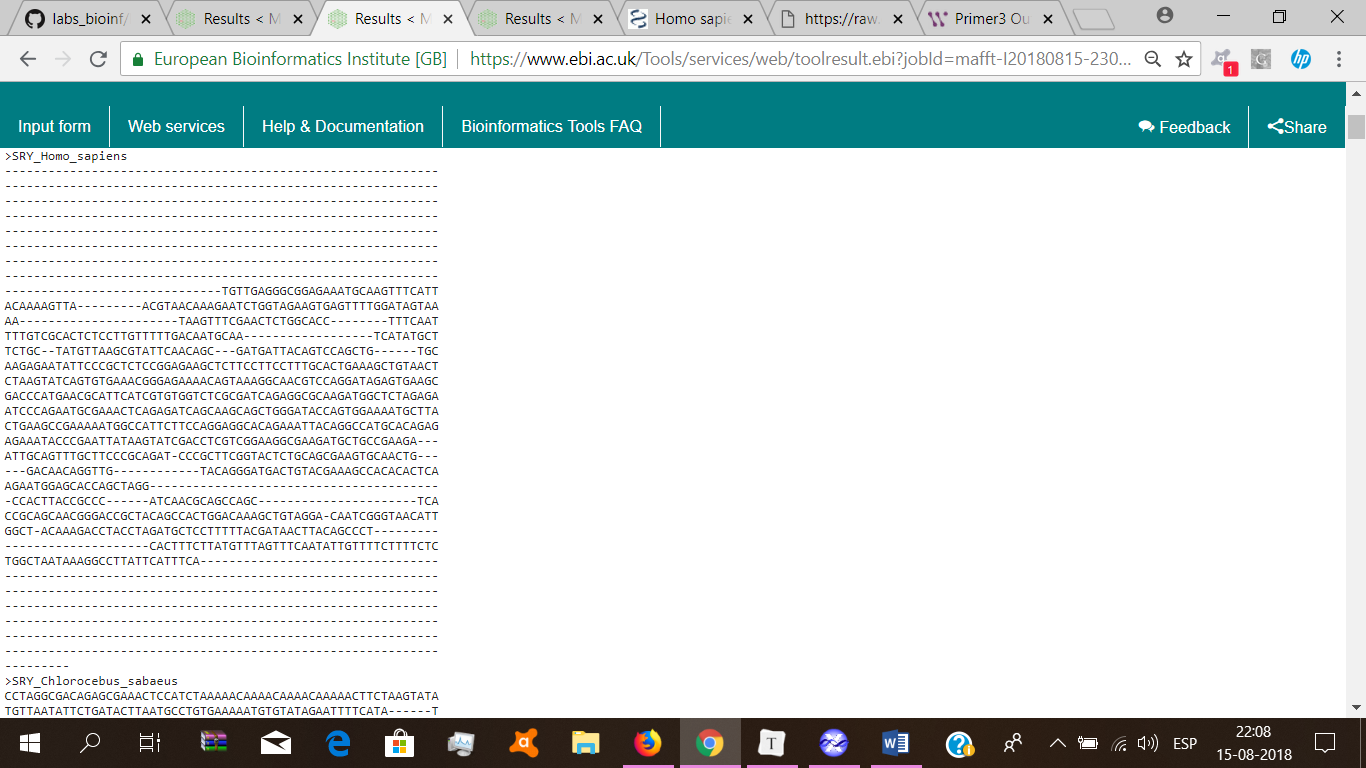 labs_bioinf/
Results < M
Results < M
Results < M
Homo sapi
https://raw.
Primer3 Ou
European Bioinformatics Institute [GB]
https://www.ebi.ac.uk/Tools/services/web/toolresult.ebi?jobId=mafft-I20180815-230...
1
Input form
Web services
Help & Documentation
Bioinformatics Tools FAQ
Feedback
Share
>SRY_Homo_sapiens
------------------------------------------------------------
------------------------------------------------------------
------------------------------------------------------------
------------------------------------------------------------
------------------------------------------------------------
------------------------------------------------------------
------------------------------------------------------------
------------------------------------------------------------
------------------------------TGTTGAGGGCGGAGAAATGCAAGTTTCATT
ACAAAAGTTA---------ACGTAACAAAGAATCTGGTAGAAGTGAGTTTTGGATAGTAA
AA----------------------TAAGTTTCGAACTCTGGCACC--------TTTCAAT
TTTGTCGCACTCTCCTTGTTTTTGACAATGCAA------------------TCATATGCT
TCTGC--TATGTTAAGCGTATTCAACAGC---GATGATTACAGTCCAGCTG------TGC
AAGAGAATATTCCCGCTCTCCGGAGAAGCTCTTCCTTCCTTTGCACTGAAAGCTGTAACT
CTAAGTATCAGTGTGAAACGGGAGAAAACAGTAAAGGCAACGTCCAGGATAGAGTGAAGC
GACCCATGAACGCATTCATCGTGTGGTCTCGCGATCAGAGGCGCAAGATGGCTCTAGAGA
ATCCCAGAATGCGAAACTCAGAGATCAGCAAGCAGCTGGGATACCAGTGGAAAATGCTTA
CTGAAGCCGAAAAATGGCCATTCTTCCAGGAGGCACAGAAATTACAGGCCATGCACAGAG
AGAAATACCCGAATTATAAGTATCGACCTCGTCGGAAGGCGAAGATGCTGCCGAAGA---
ATTGCAGTTTGCTTCCCGCAGAT-CCCGCTTCGGTACTCTGCAGCGAAGTGCAACTG---
---GACAACAGGTTG------------TACAGGGATGACTGTACGAAAGCCACACACTCA
AGAATGGAGCACCAGCTAGG----------------------------------------
-CCACTTACCGCCC------ATCAACGCAGCCAGC----------------------TCA
CCGCAGCAACGGGACCGCTACAGCCACTGGACAAAGCTGTAGGA-CAATCGGGTAACATT
GGCT-ACAAAGACCTACCTAGATGCTCCTTTTTACGATAACTTACAGCCCT---------
--------------------CACTTTCTTATGTTTAGTTTCAATATTGTTTTCTTTTCTC
TGGCTAATAAAGGCCTTATTCATTTCA---------------------------------
------------------------------------------------------------
------------------------------------------------------------
------------------------------------------------------------
------------------------------------------------------------
------------------------------------------------------------
------------------------------------------------------------
---------
>SRY_Chlorocebus_sabaeus
CCTAGGCGACAGAGCGAAACTCCATCTAAAAACAAAACAAAACAAAAACTTCTAAGTATA
TGTTAATATTCTGATACTTAATGCCTGTGAAAAATGTGTATAGAATTTTCATA------T
ESP
22:08
15-08-2018